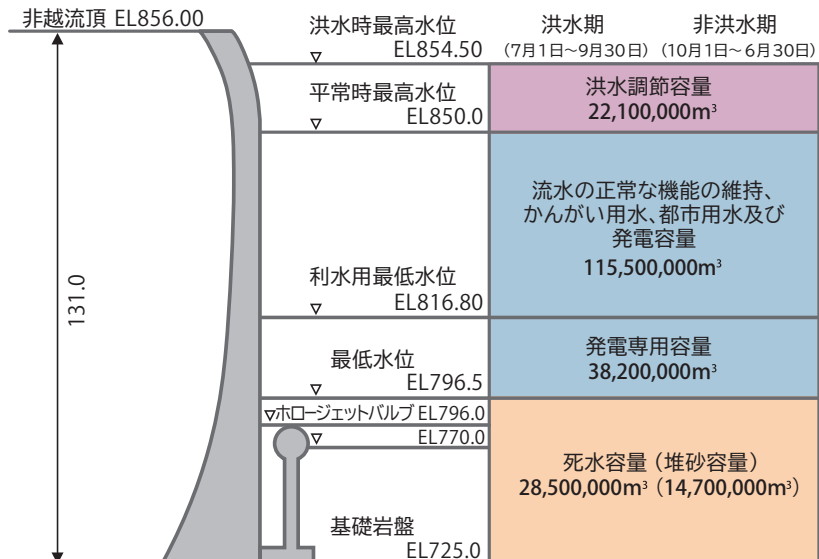 非越流頂 EL856.00
洪水時最高水位
EL854.50
洪水期
(7月1日～9月30日)
非洪水期
(10月1日～6月30日)
平常時最高水位
EL850.0
洪水調節容量
22,100,000m³
流水の正常な機能の維持、
かんがい用水、都市用水及び
発電容量
115,500,000m³
131.0
利水用最低水位
EL816.80
発電専用容量
38,200,000m³
最低水位
EL796.5
ホロージェットバルブ EL796.0
EL770.0
死水容量（堆砂容量）
28,500,000m³（14,700,000m³）
基礎岩盤
EL725.0